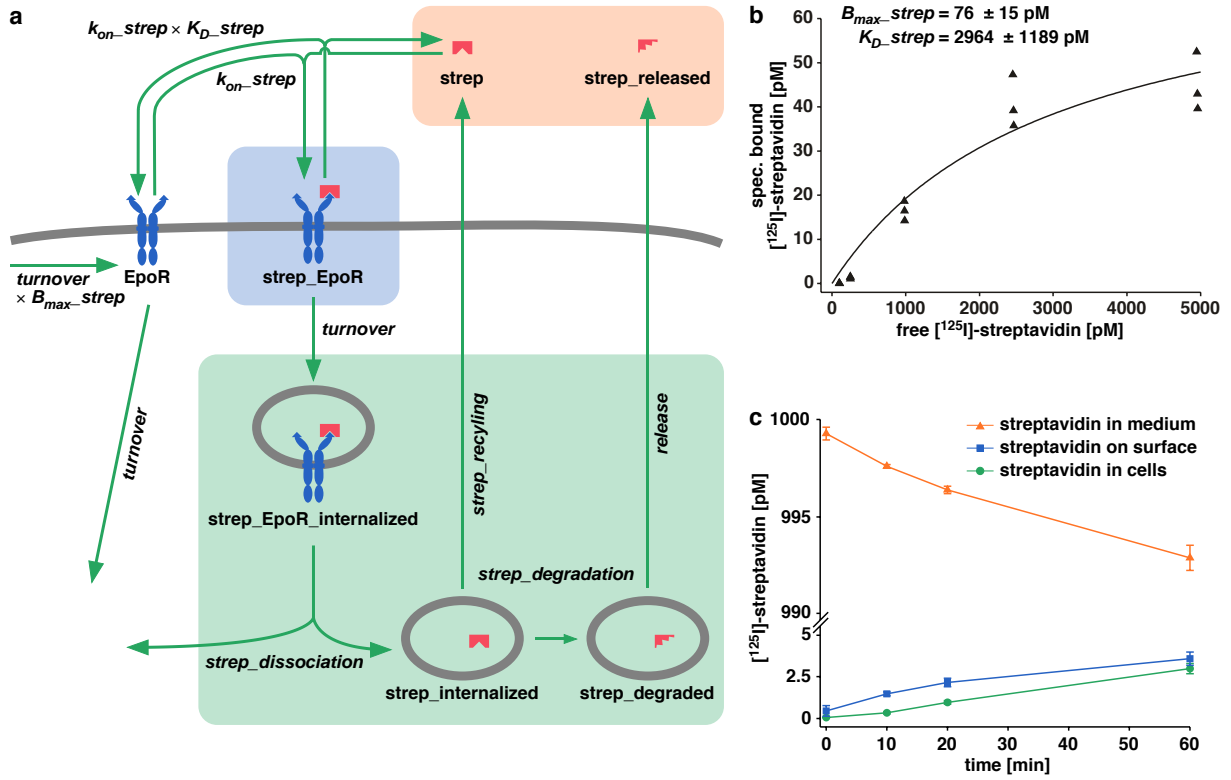 a
k_on_strep × K_D_strep
k_on_strep
strep
strep_released
EpoR
turnover
× B_max_strep
strep_EpoR
turnover
turnover
strep_EpoR_internalized
strep_recyling
release
strep_degradation
strep_dissociation
strep_internalized
strep_degraded
b
B_max_strep = 76 ± 15 pM
K_D_strep = 2964 ± 1189 pM
spec. bound
[¹²⁵I]-streptavidin [pM]
60
50
40
30
20
10
0
0 1000 2000 3000 4000 5000
free [¹²⁵I]-streptavidin [pM]
c
[¹²⁵I]-streptavidin [pM]
streptavidin in medium
streptavidin on surface
streptavidin in cells
1000
995
990
5
2.5
0
0 10 20 30 40 50 60
time [min]